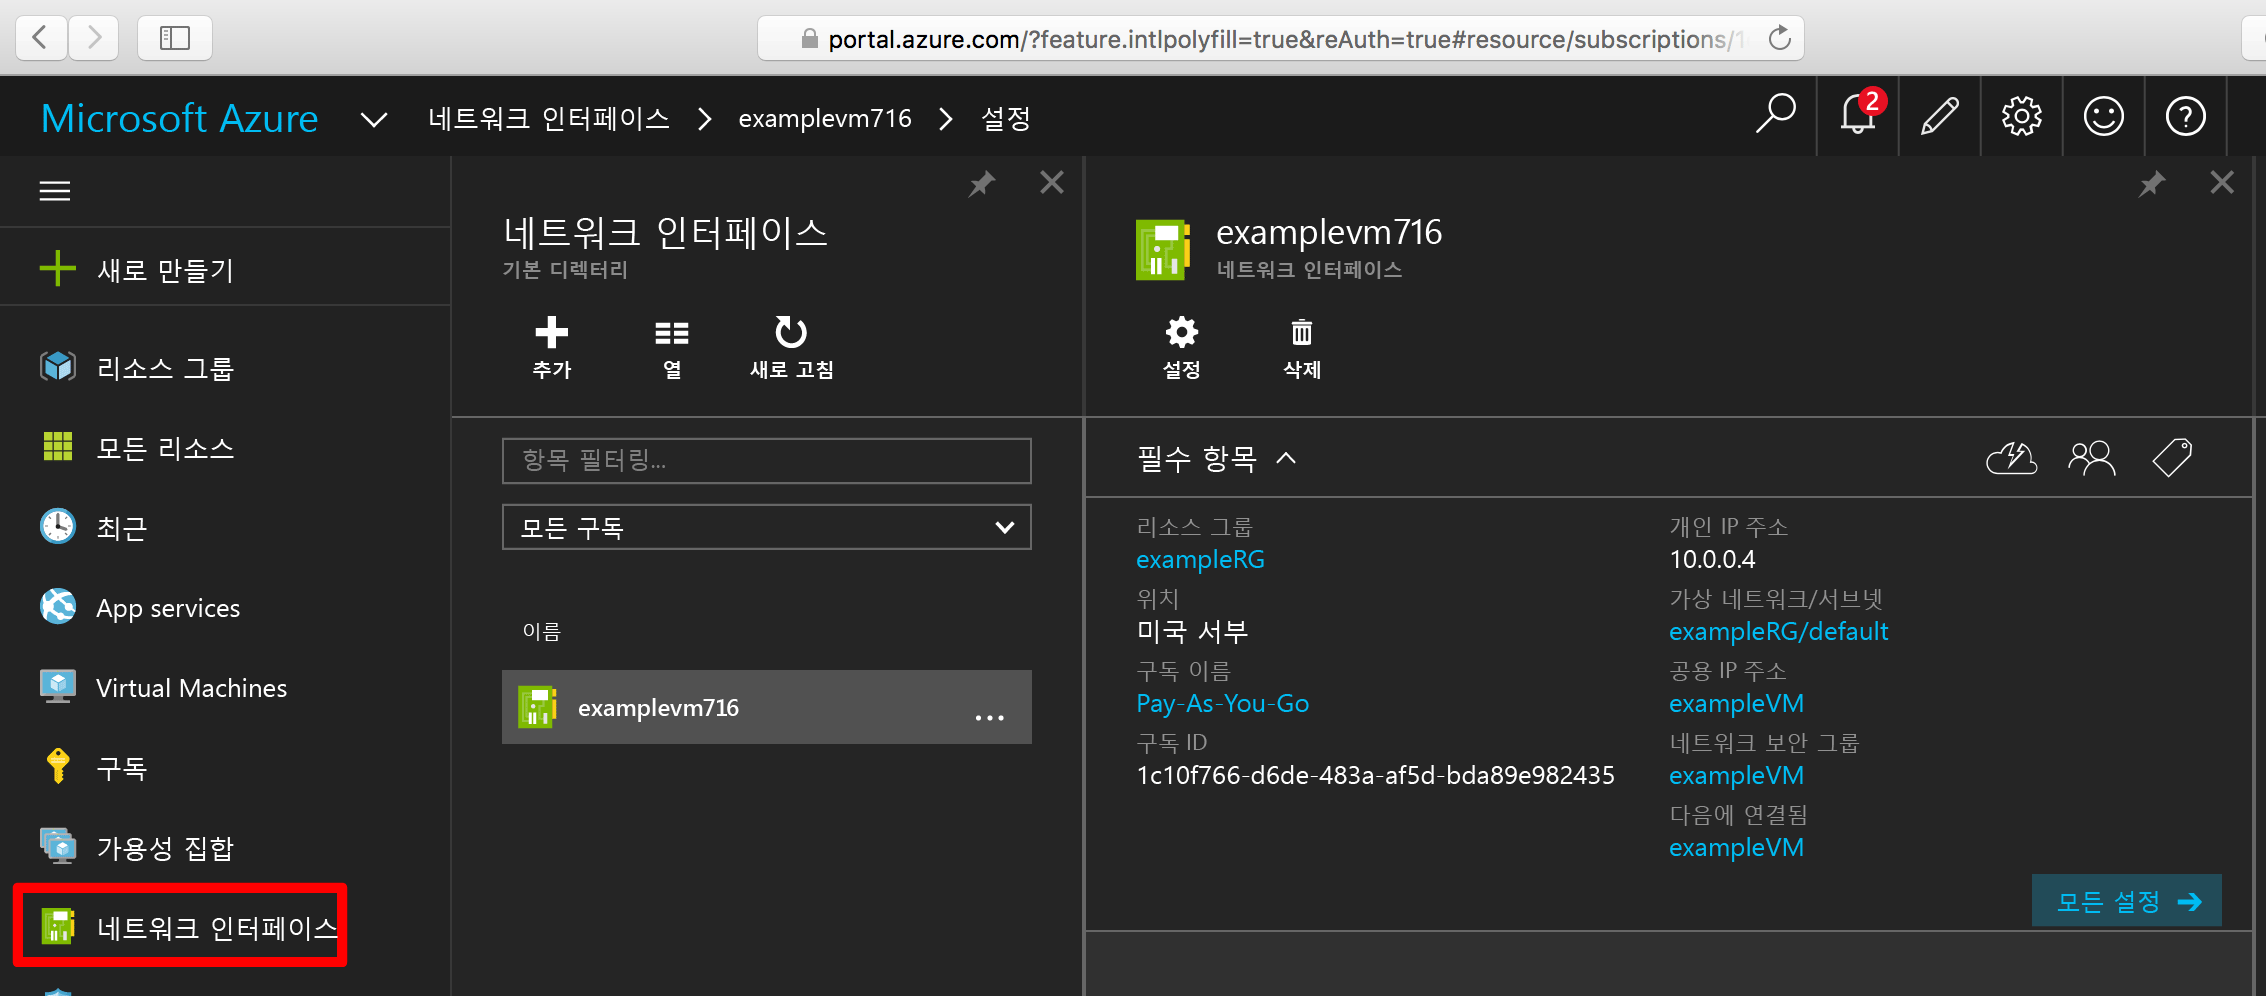 portal.azure.com/?feature.intlpolyfill=true&reAuth=true#resource/subscriptions/1
Microsoft Azure
네트워크 인터페이스
examplevm716
설정
2
새로 만들기
리소스 그룹
모든 리소스
최근
App services
Virtual Machines
구독
가용성 집합
네트워크 인터페이스
네트워크 인터페이스
기본 디렉터리
추가
열
새로 고침
항목 필터링...
모든 구독
이름
examplevm716
...
examplevm716
네트워크 인터페이스
설정
삭제
필수 항목
리소스 그룹
exampleRG
위치
미국 서부
구독 이름
Pay-As-You-Go
구독 ID
1c10f766-d6de-483a-af5d-bda89e982435
개인 IP 주소
10.0.0.4
가상 네트워크/서브넷
exampleRG/default
공용 IP 주소
exampleVM
네트워크 보안 그룹
exampleVM
다음에 연결됨
exampleVM
모든 설정